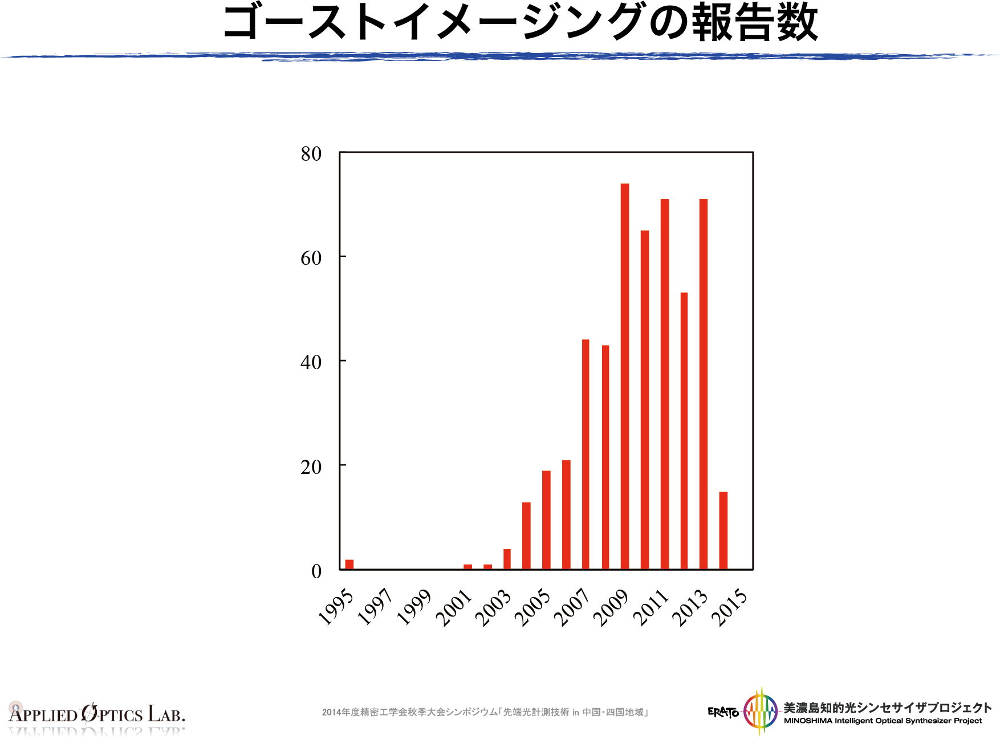 ゴーストイメージングの報告数
80
60
40
20
0
1995
1997
1999
2001
2003
2005
2007
2009
2011
2013
2015
APPLIED OPTICS LAB.
2014年度精密工学会秋季大会シンポジウム「先端光計測技術 in 中国・四国地域」
ERATO
美濃島知的光シンセサイザプロジェクト
MINOSHIMA Intelligent Optical Synthesizer Project